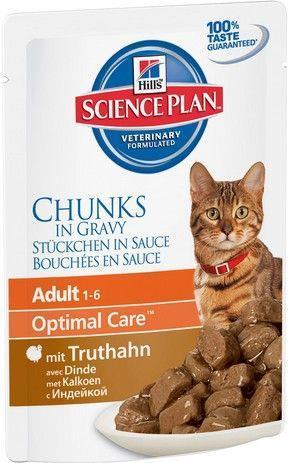 100%
TASTE
GUARANTEED*
Hill's
SCIENCE PLAN™
VETERINARY
FORMULATED
CHUNKS
IN GRAVY
STÜCKCHEN IN SAUCE
BOUCHÉES EN SAUCE
Adult 1-6
Optimal Care™
mit Truthahn
avec Dinde
met Kalkoen
с Индейкой